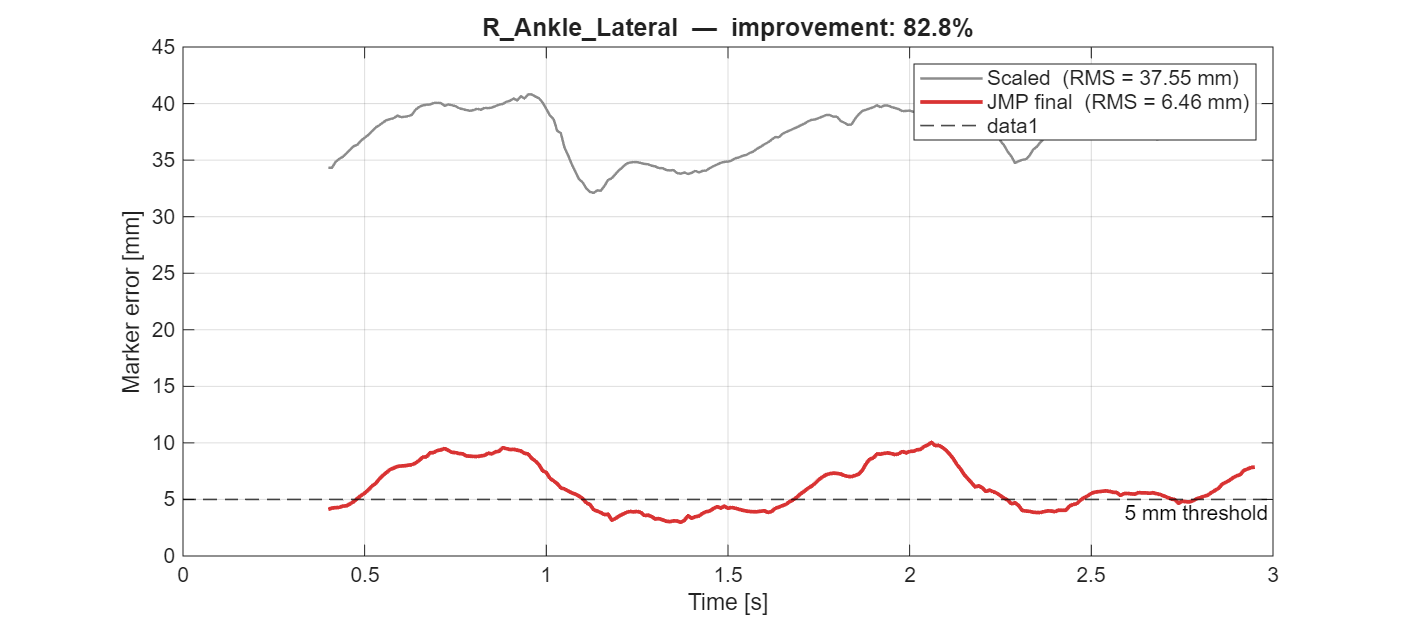 R_Ankle_Lateral — improvement: 82.8%
Scaled (RMS = 37.55 mm)
JMP final (RMS = 6.46 mm)
data1
Marker error [mm]
45
40
35
30
25
20
15
10
5
0
5 mm threshold
0 0.5 1 1.5 2 2.5 3
Time [s]